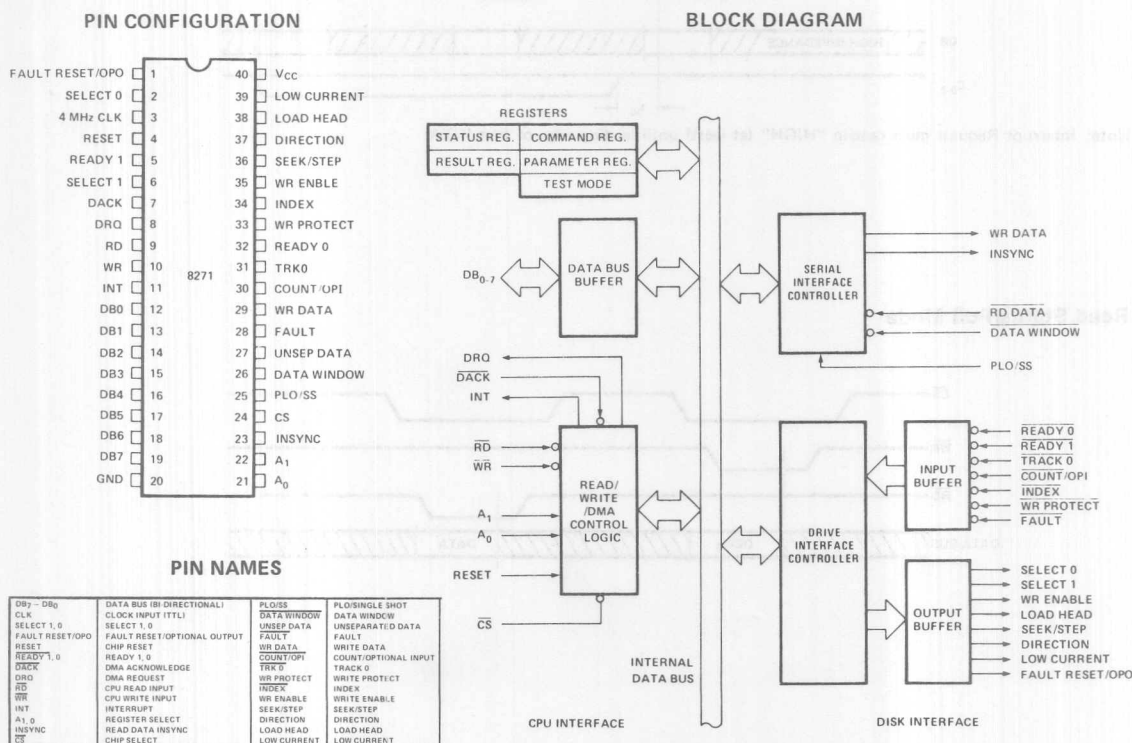 PIN CONFIGURATION
FAULT RESET/OPO 1
SELECT 0 2
4 MHz CLK 3
RESET 4
READY 1 5
SELECT 1 6
DACK 7
DRQ 8
RD 9
WR 10
INT 11
DB0 12
DB1 13
DB2 14
DB3 15
DB4 16
DB5 17
DB6 18
DB7 19
GND 20
8271
40 VCC
39 LOW CURRENT
38 LOAD HEAD
37 DIRECTION
36 SEEK/STEP
35 WR ENBLE
34 INDEX
33 WR PROTECT
32 READY 0
31 TRK0
30 COUNT/OPI
29 WR DATA
28 FAULT
27 UNSEP DATA
26 DATA WINDOW
25 PLO/SS
24 CS
23 INSYNC
22 A1
21 A0
PIN NAMES
DB7 – DB0 DATA BUS (BI-DIRECTIONAL) PLO/SS PLO/SINGLE SHOT
CLK CLOCK INPUT (TTL) DATA WINDOW DATA WINDOW
SELECT 1, 0 SELECT 1, 0 UNSEP DATA UNSEPARATED DATA
FAULT RESET/OPO FAULT RESET/OPTIONAL OUTPUT FAULT FAULT
RESET CHIP RESET WR DATA WRITE DATA
READY 1, 0 READY 1, 0 COUNT/OPI COUNT/OPTIONAL INPUT
DACK DMA ACKNOWLEDGE TRK 0 TRACK 0
DRQ DMA REQUEST WR PROTECT WRITE PROTECT
RD CPU READ INPUT INDEX INDEX
WR CPU WRITE INPUT WR ENABLE WRITE ENABLE
INT INTERRUPT SEEK/STEP SEEK/STEP
A1, 0 REGISTER SELECT DIRECTION DIRECTION
INSYNC READ DATA INSYNC LOAD HEAD LOAD HEAD
CS CHIP SELECT LOW CURRENT LOW CURRENT
BLOCK DIAGRAM
REGISTERS
STATUS REG. COMMAND REG.
RESULT REG. PARAMETER REG.
TEST MODE
DB0-7
DATA BUS
BUFFER
DRQ
DACK
INT
RD
WR
A1
A0
RESET
CS
READ/
WRITE
/DMA
CONTROL
LOGIC
INTERNAL
DATA BUS
CPU INTERFACE
SERIAL
INTERFACE
CONTROLLER
WR DATA
INSYNC
RD DATA
DATA WINDOW
PLO/SS
DRIVE
INTERFACE
CONTROLLER
INPUT
BUFFER
READY 0
READY 1
TRACK 0
COUNT/OPI
INDEX
WR PROTECT
FAULT
OUTPUT
BUFFER
SELECT 0
SELECT 1
WR ENABLE
LOAD HEAD
SEEK/STEP
DIRECTION
LOW CURRENT
FAULT RESET/OPO
DISK INTERFACE